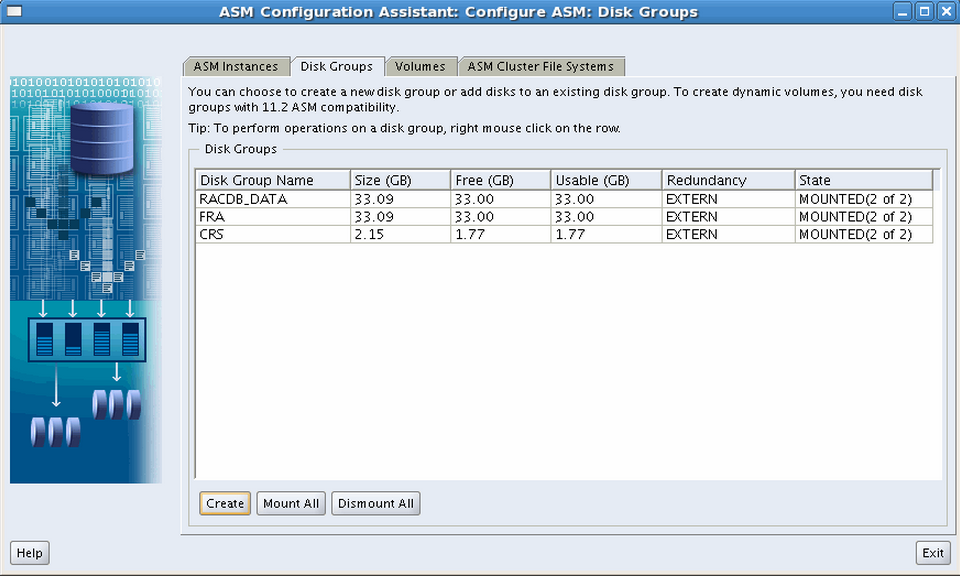 ASM Configuration Assistant: Configure ASM: Disk Groups
ASM Instances Disk Groups Volumes ASM Cluster File Systems
You can choose to create a new disk group or add disks to an existing disk group. To create dynamic volumes, you need disk
groups with 11.2 ASM compatibility.
Tip: To perform operations on a disk group, right mouse click on the row.
Disk Groups
Disk Group Name Size (GB) Free (GB) Usable (GB) Redundancy State
RACDB_DATA 33.09 33.00 33.00 EXTERN MOUNTED(2 of 2)
FRA 33.09 33.00 33.00 EXTERN MOUNTED(2 of 2)
CRS 2.15 1.77 1.77 EXTERN MOUNTED(2 of 2)
Create Mount All Dismount All
Help Exit